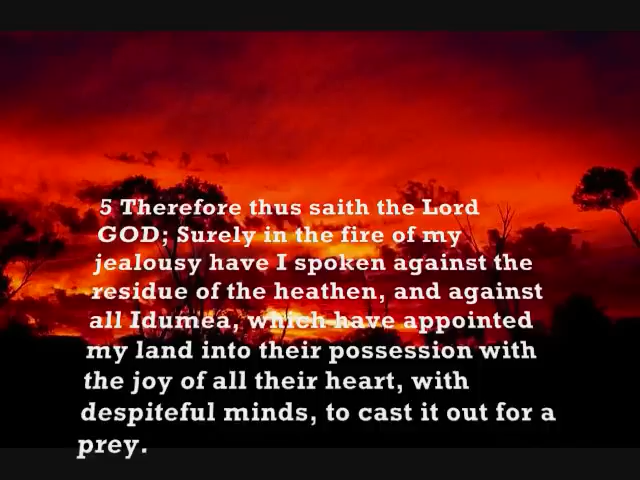 5 Therefore thus saith the Lord
GOD; Surely in the fire of my
jealousy have I spoken against the
residue of the heathen, and against
all Idumea, which have appointed
my land into their possession with
the joy of all their heart, with
despiteful minds, to cast it out for a
prey.